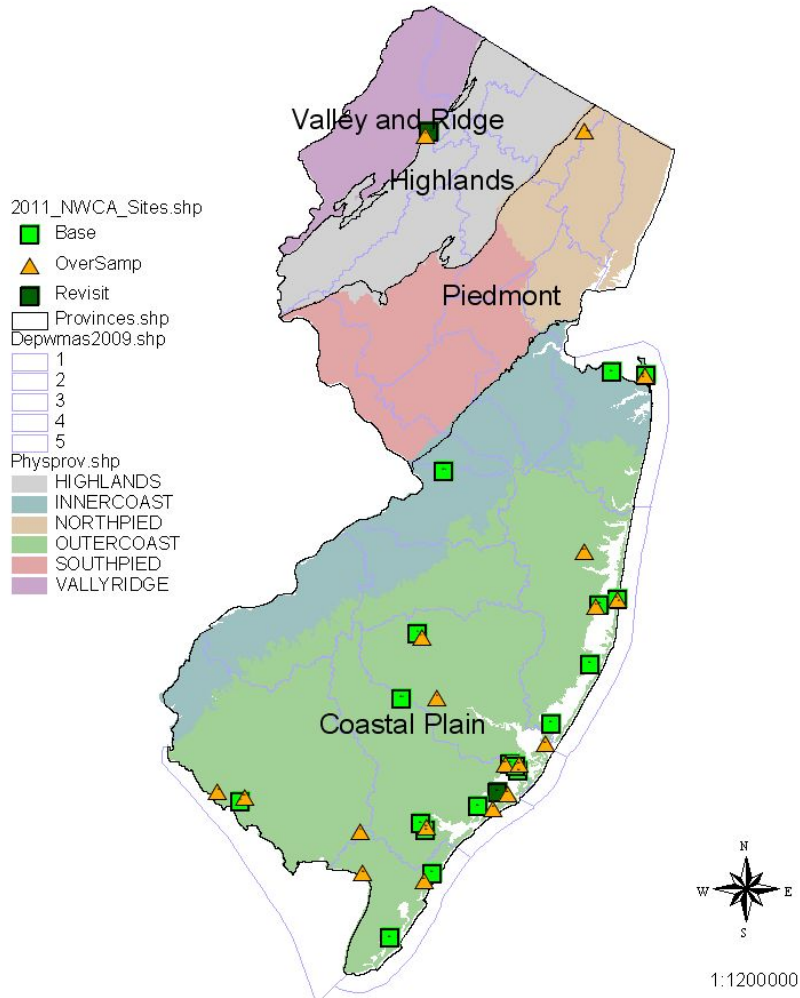 Valley and Ridge
Highlands
Piedmont
Coastal Plain
2011_NWCA_Sites.shp
Base
OverSamp
Revisit
Provinces.shp
Depwmas2009.shp
1
2
3
4
5
Physprov.shp
HIGHLANDS
INNERCOAST
NORTHPIED
OUTERCOAST
SOUTHPIED
VALLYRIDGE
N
W E
S
1:1200000